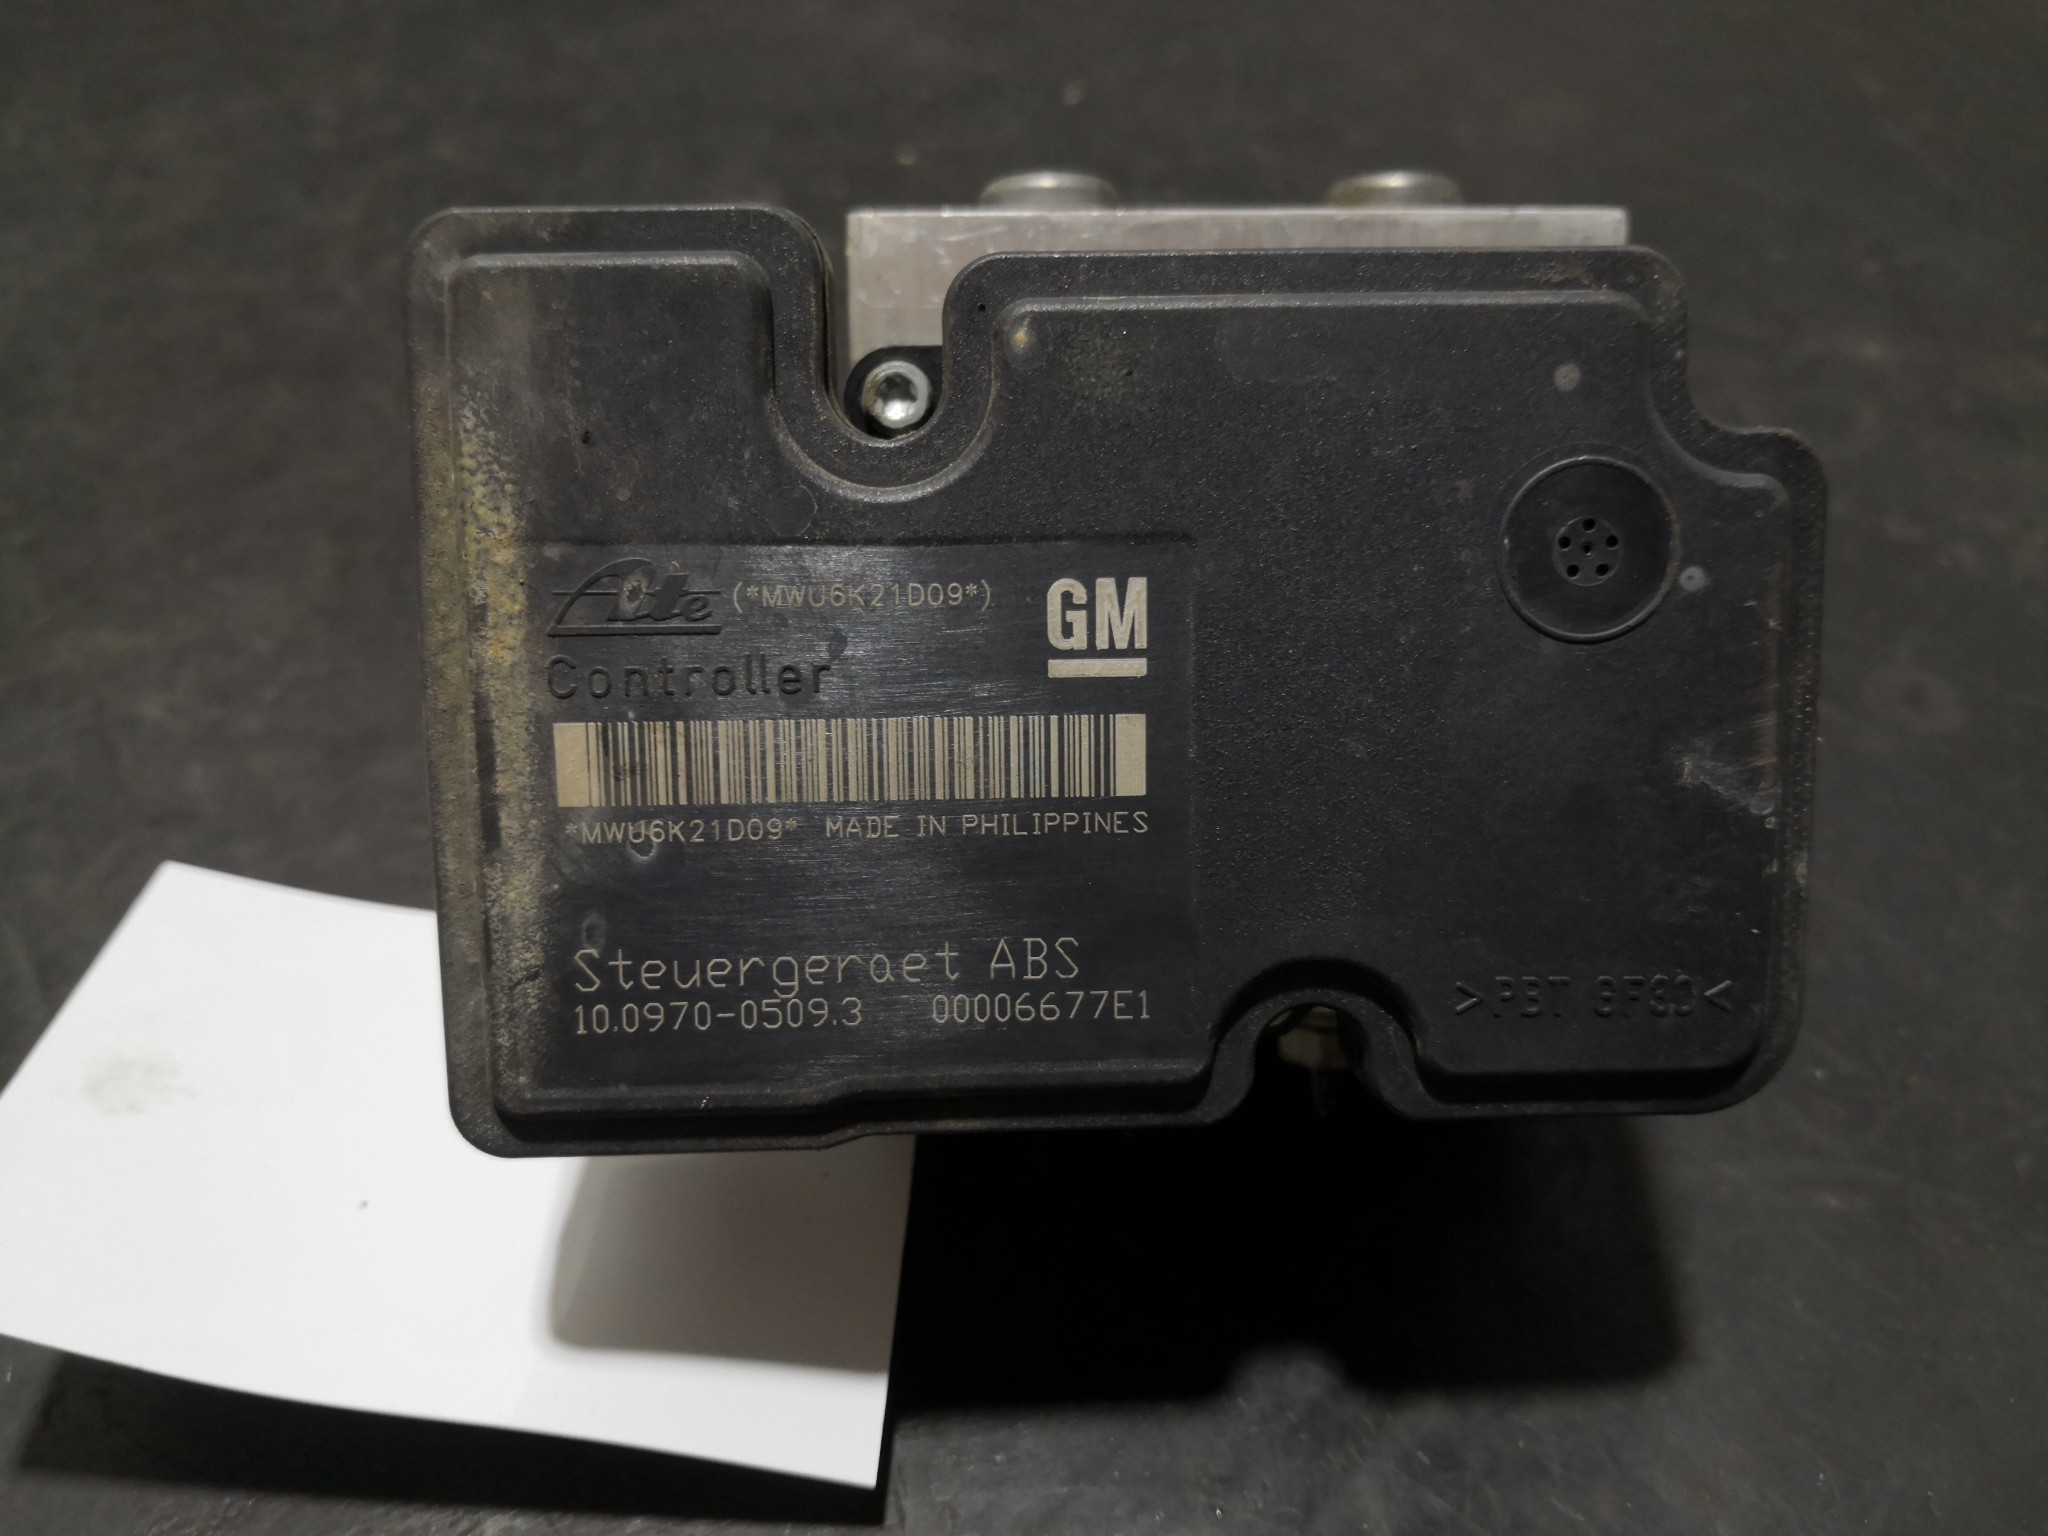 Ate (*MWU6K21D09*)
GM
Controller
*MWU6K21D09* MADE IN PHILIPPINES
Steuergeraet ABS
10.0970-0509.3 00006677E1
>PBT GF30<